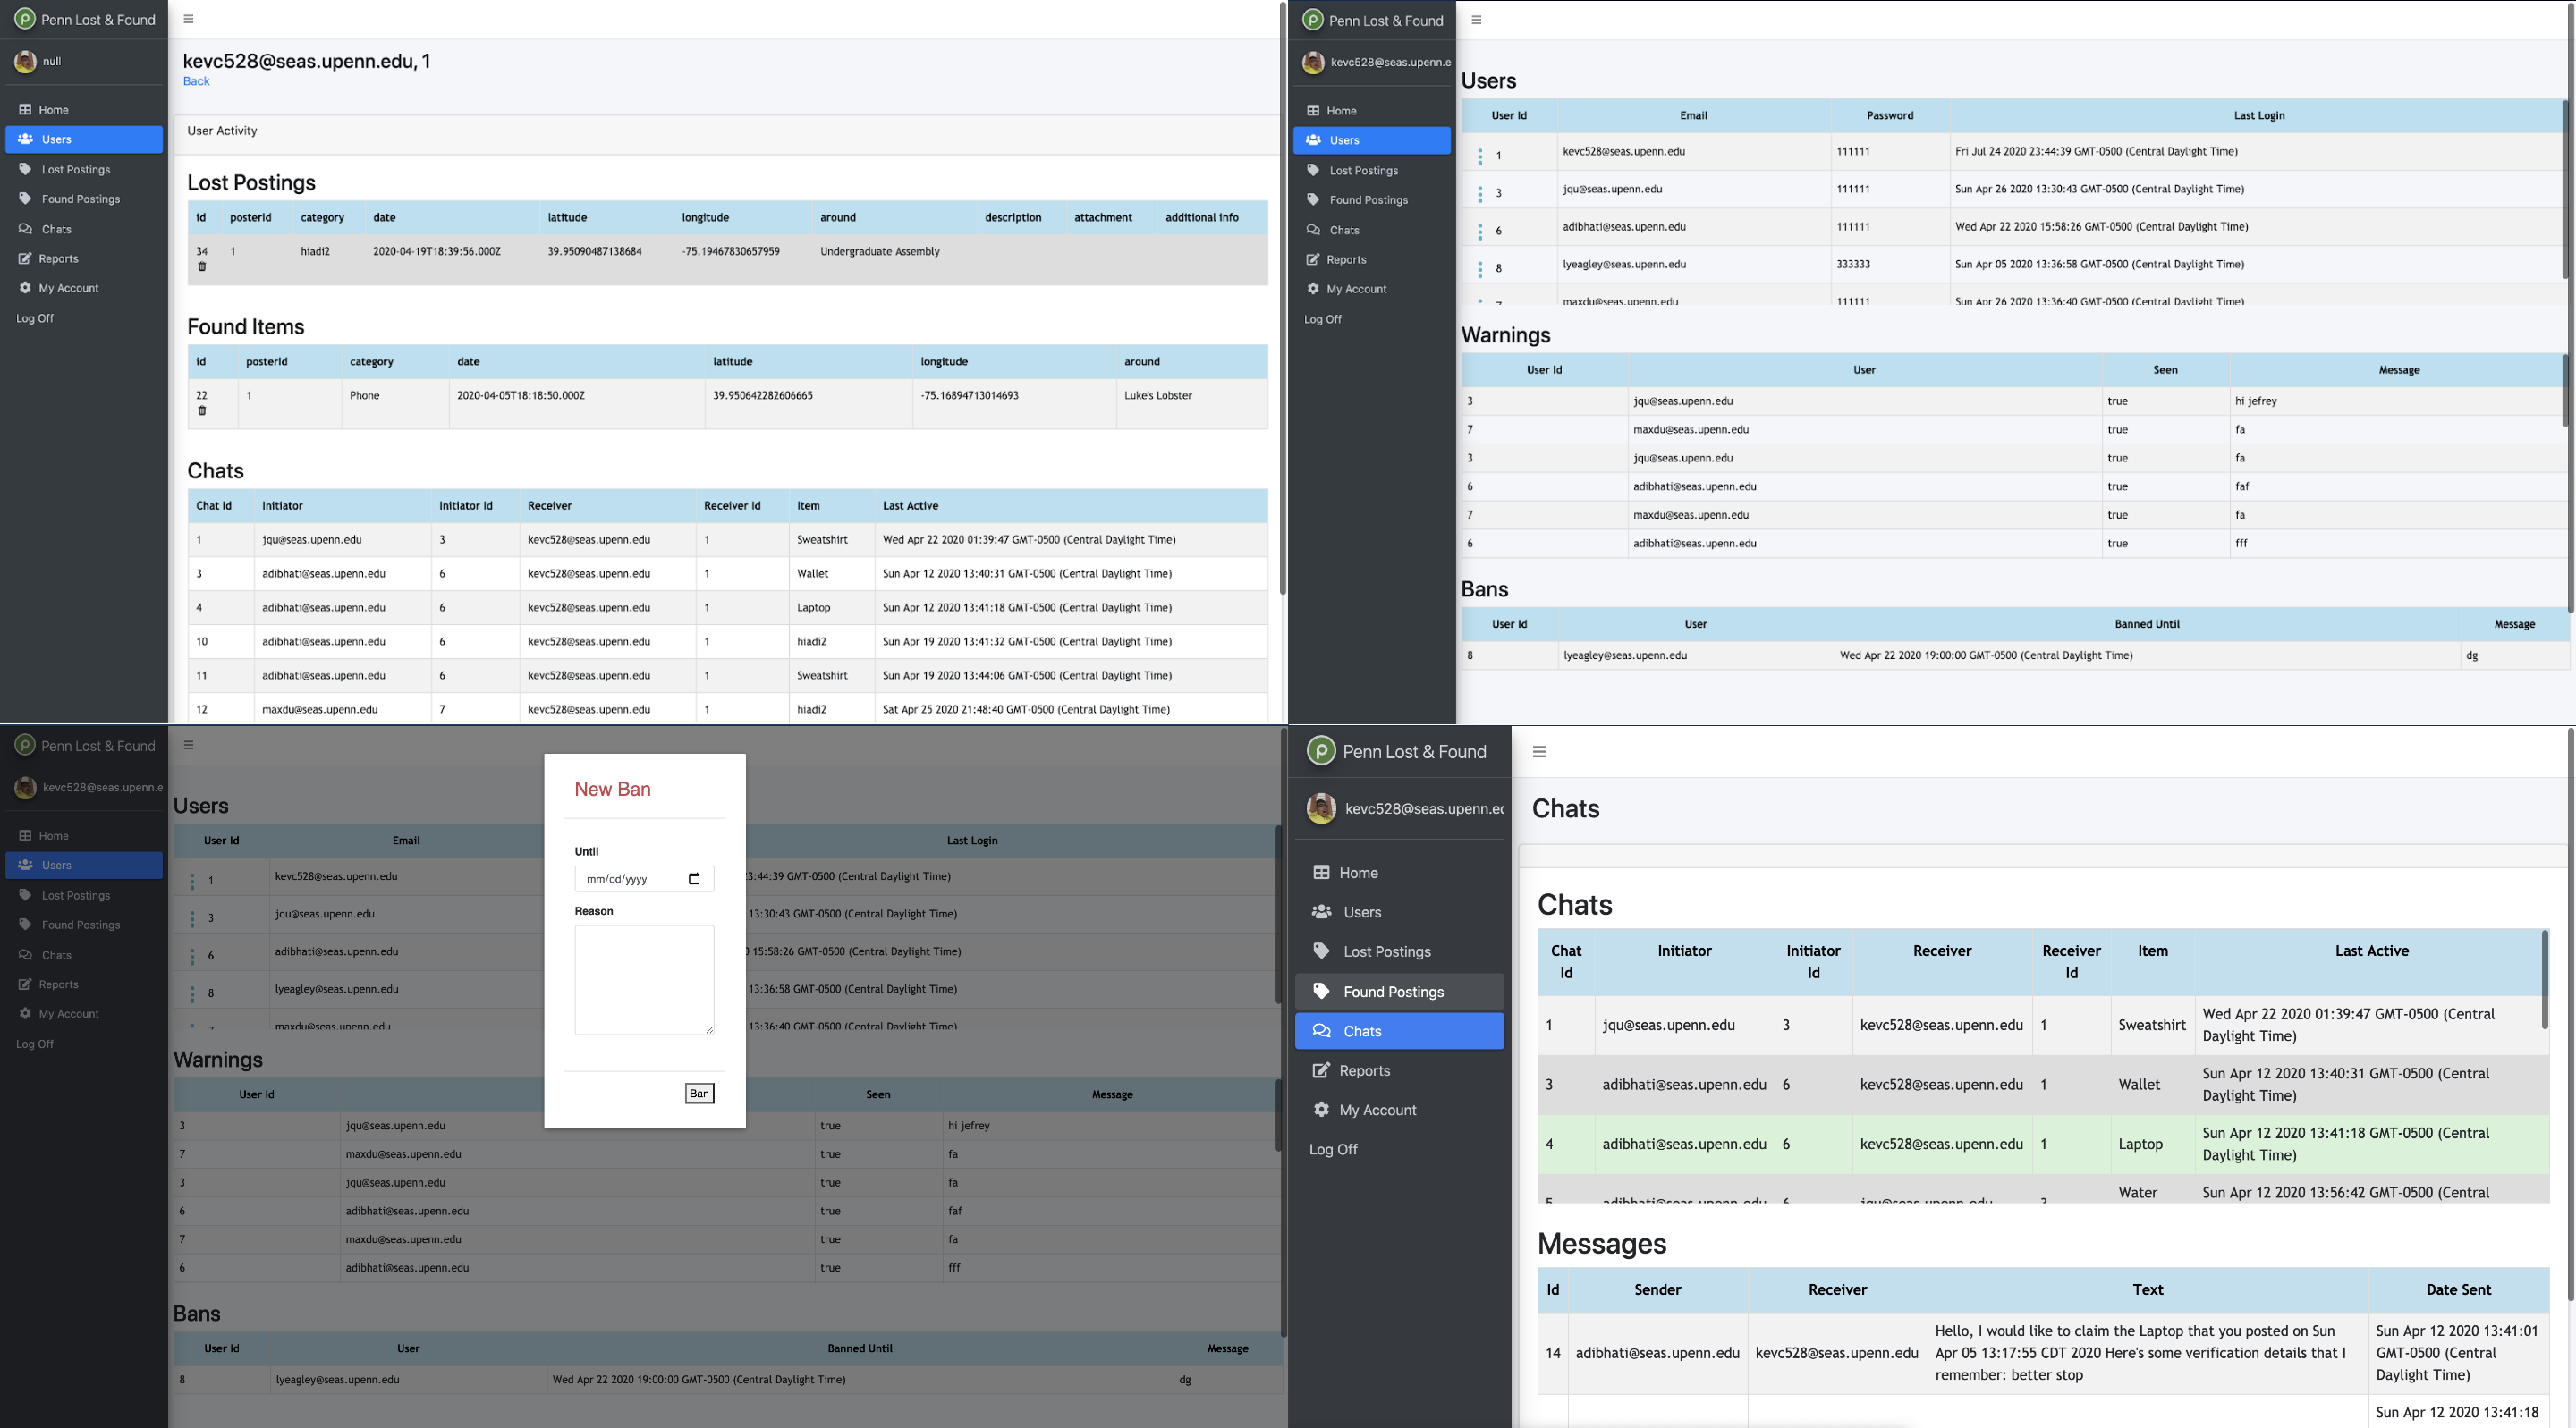 Penn Lost & Found
null
Home
Users
Lost Postings
Found Postings
Chats
Reports
My Account
Log Off
kevc528@seas.upenn.edu, 1
Back
User Activity
Lost Postings
id posterId category date latitude longitude around description attachment additional info
34 1 hiadi2 2020-04-19T18:39:56.000Z 39.95090487138684 -75.19467830657959 Undergraduate Assembly
Found Items
id posterId category date latitude longitude around
22 1 Phone 2020-04-05T18:18:50.000Z 39.950642282606665 -75.16894713014693 Luke's Lobster
Chats
Chat Id Initiator Initiator Id Receiver Receiver Id Item Last Active
1 jqu@seas.upenn.edu 3 kevc528@seas.upenn.edu 1 Sweatshirt Wed Apr 22 2020 01:39:47 GMT-0500 (Central Daylight Time)
3 adibhati@seas.upenn.edu 6 kevc528@seas.upenn.edu 1 Wallet Sun Apr 12 2020 13:40:31 GMT-0500 (Central Daylight Time)
4 adibhati@seas.upenn.edu 6 kevc528@seas.upenn.edu 1 Laptop Sun Apr 12 2020 13:41:18 GMT-0500 (Central Daylight Time)
10 adibhati@seas.upenn.edu 6 kevc528@seas.upenn.edu 1 hiadi2 Sun Apr 19 2020 13:41:32 GMT-0500 (Central Daylight Time)
11 adibhati@seas.upenn.edu 6 kevc528@seas.upenn.edu 1 Sweatshirt Sun Apr 19 2020 13:44:06 GMT-0500 (Central Daylight Time)
12 maxdu@seas.upenn.edu 7 kevc528@seas.upenn.edu 1 hiadi2 Sat Apr 25 2020 21:48:40 GMT-0500 (Central Daylight Time)
Penn Lost & Found
kevc528@seas.upenn.e
Home
Users
Lost Postings
Found Postings
Chats
Reports
My Account
Log Off
Users
User Id Email Password Last Login
1 kevc528@seas.upenn.edu 111111 Fri Jul 24 2020 23:44:39 GMT-0500 (Central Daylight Time)
3 jqu@seas.upenn.edu 111111 Sun Apr 26 2020 13:30:43 GMT-0500 (Central Daylight Time)
6 adibhati@seas.upenn.edu 111111 Wed Apr 22 2020 15:58:26 GMT-0500 (Central Daylight Time)
8 lyeagley@seas.upenn.edu 333333 Sun Apr 05 2020 13:36:58 GMT-0500 (Central Daylight Time)
7 maxdu@seas.upenn.edu 111111 Sun Apr 26 2020 13:36:40 GMT-0500 (Central Daylight Time)
Warnings
User Id User Seen Message
3 jqu@seas.upenn.edu true hi jefrey
7 maxdu@seas.upenn.edu true fa
3 jqu@seas.upenn.edu true fa
6 adibhati@seas.upenn.edu true faf
7 maxdu@seas.upenn.edu true fa
6 adibhati@seas.upenn.edu true fff
Bans
User Id User Banned Until Message
8 lyeagley@seas.upenn.edu Wed Apr 22 2020 19:00:00 GMT-0500 (Central Daylight Time) dg
Penn Lost & Found
kevc528@seas.upenn.e
Home
Users
Lost Postings
Found Postings
Chats
Reports
My Account
Log Off
Users
User Id Email Last Login
1 kevc528@seas.upenn.edu 23:44:39 GMT-0500 (Central Daylight Time)
3 jqu@seas.upenn.edu 13:30:43 GMT-0500 (Central Daylight Time)
6 adibhati@seas.upenn.edu 15:58:26 GMT-0500 (Central Daylight Time)
8 lyeagley@seas.upenn.edu 13:36:58 GMT-0500 (Central Daylight Time)
7 maxdu@seas.upenn.edu 13:36:40 GMT-0500 (Central Daylight Time)
Warnings
User Id Seen Message
3 jqu@seas.upenn.edu true hi jefrey
7 maxdu@seas.upenn.edu true fa
3 jqu@seas.upenn.edu true fa
6 adibhati@seas.upenn.edu true faf
7 maxdu@seas.upenn.edu true fa
6 adibhati@seas.upenn.edu true fff
Bans
User Id User Banned Until Message
8 lyeagley@seas.upenn.edu Wed Apr 22 2020 19:00:00 GMT-0500 (Central Daylight Time) dg
New Ban
Until
mm/dd/yyyy
Reason
Ban
Penn Lost & Found
kevc528@seas.upenn.ec
Home
Users
Lost Postings
Found Postings
Chats
Reports
My Account
Log Off
Chats
Chats
Chat Initiator Initiator Receiver Receiver Item Last Active
Id Id Id
1 jqu@seas.upenn.edu 3 kevc528@seas.upenn.edu 1 Sweatshirt Wed Apr 22 2020 01:39:47 GMT-0500 (Central
Daylight Time)
3 adibhati@seas.upenn.edu 6 kevc528@seas.upenn.edu 1 Wallet Sun Apr 12 2020 13:40:31 GMT-0500 (Central
Daylight Time)
4 adibhati@seas.upenn.edu 6 kevc528@seas.upenn.edu 1 Laptop Sun Apr 12 2020 13:41:18 GMT-0500 (Central
Daylight Time)
Water Sun Apr 12 2020 13:56:42 GMT-0500 (Central
5 adibhati@seas.upenn.edu 6 jqu@seas.upenn.edu 3
Messages
Id Sender Receiver Text Date Sent
Hello, I would like to claim the Laptop that you posted on Sun Sun Apr 12 2020 13:41:01
14 adibhati@seas.upenn.edu kevc528@seas.upenn.edu Apr 05 13:17:55 CDT 2020 Here's some verification details that I GMT-0500 (Central
remember: better stop Daylight Time)
Sun Apr 12 2020 13:41:18